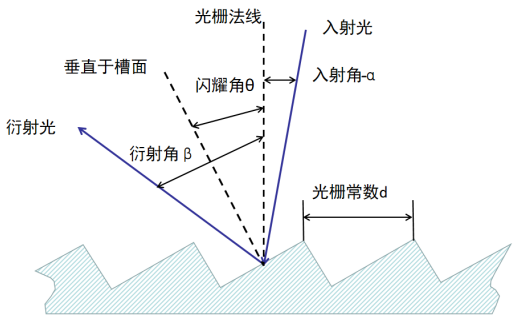 光栅法线
入射光
垂直于槽面
闪耀角θ
入射角-α
衍射光
衍射角β
光栅常数d